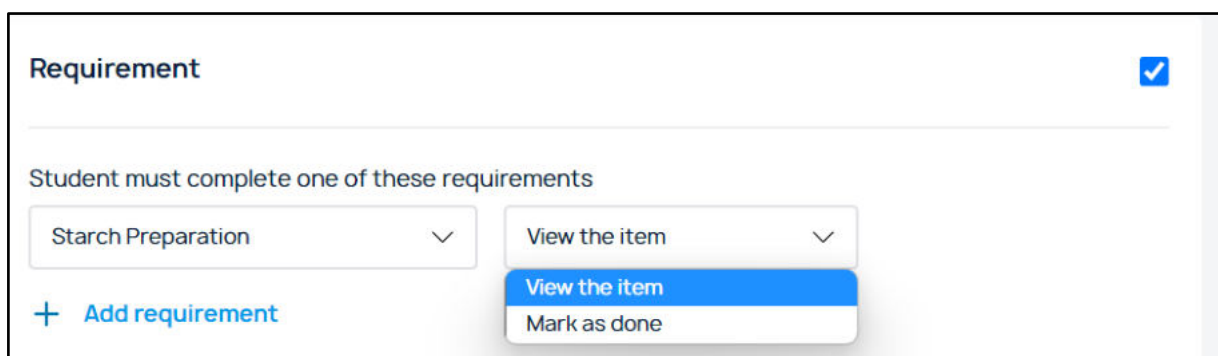 Requirement
Student must complete one of these requirements
Starch Preparation
View the item
View the item
Mark as done
+ Add requirement